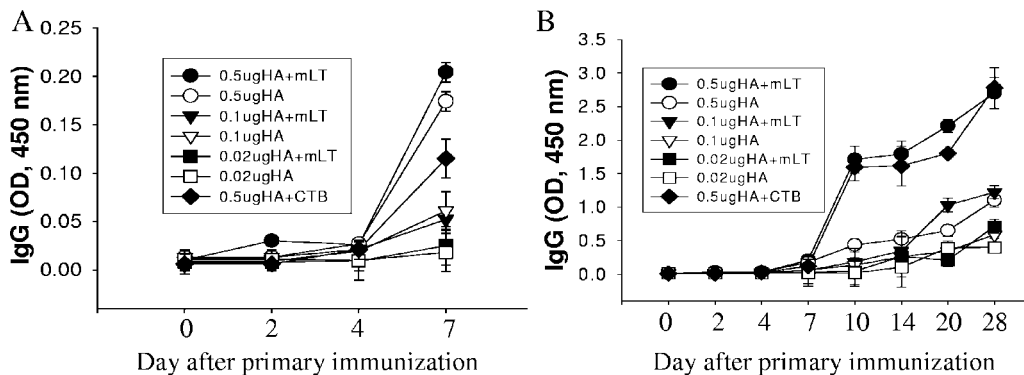 A
IgG (OD, 450 nm)
0.25
0.20
0.15
0.10
0.05
0.00
0.5ugHA+mLT
0.5ugHA
0.1ugHA+mLT
0.1ugHA
0.02ugHA+mLT
0.02ugHA
0.5ugHA+CTB
0 2 4 7
Day after primary immunization
B
IgG (OD, 450 nm)
3.5
3.0
2.5
2.0
1.5
1.0
0.5
0.0
0.5ugHA+mLT
0.5ugHA
0.1ugHA+mLT
0.1ugHA
0.02ugHA+mLT
0.02ugHA
0.5ugHA+CTB
0 2 4 7 10 14 20 28
Day after primary immunization